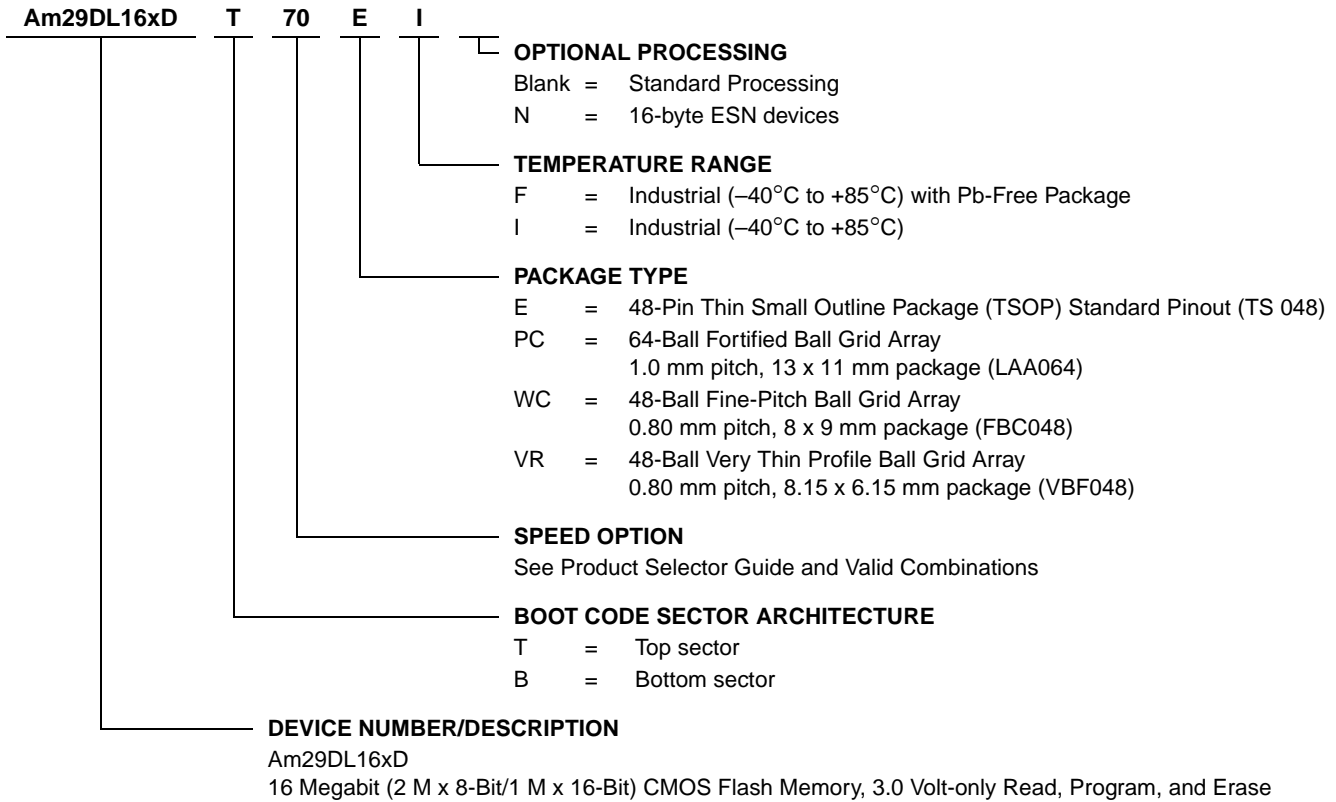 Am29DL16xD T 70 E I
OPTIONAL PROCESSING
Blank = Standard Processing
N = 16-byte ESN devices
TEMPERATURE RANGE
F = Industrial (–40°C to +85°C) with Pb-Free Package
I = Industrial (–40°C to +85°C)
PACKAGE TYPE
E = 48-Pin Thin Small Outline Package (TSOP) Standard Pinout (TS 048)
PC = 64-Ball Fortified Ball Grid Array
1.0 mm pitch, 13 x 11 mm package (LAA064)
WC = 48-Ball Fine-Pitch Ball Grid Array
0.80 mm pitch, 8 x 9 mm package (FBC048)
VR = 48-Ball Very Thin Profile Ball Grid Array
0.80 mm pitch, 8.15 x 6.15 mm package (VBF048)
SPEED OPTION
See Product Selector Guide and Valid Combinations
BOOT CODE SECTOR ARCHITECTURE
T = Top sector
B = Bottom sector
DEVICE NUMBER/DESCRIPTION
Am29DL16xD
16 Megabit (2 M x 8-Bit/1 M x 16-Bit) CMOS Flash Memory, 3.0 Volt-only Read, Program, and Erase